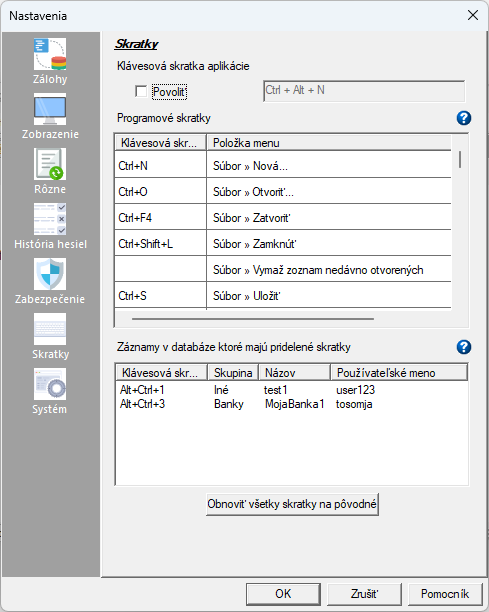 Nastavenia
Zálohy
Zobrazenie
Rôzne
História hesiel
Zabezpečenie
Skratky
Systém
Skratky
Klávesová skratka aplikácie
Povoliť
Ctrl + Alt + N
Programové skratky
?
Klávesová skr... Položka menu
Ctrl+N Súbor » Nová...
Ctrl+O Súbor » Otvoriť...
Ctrl+F4 Súbor » Zatvoriť
Ctrl+Shift+L Súbor » Zamknúť
Súbor » Vymaž zoznam nedávno otvorených
Ctrl+S Súbor » Uložiť
Záznamy v databáze ktoré majú pridelené skratky
?
Klávesová skr... Skupina Názov Používateľské meno
Alt+Ctrl+1 Iné test1 user123
Alt+Ctrl+3 Banky MojaBanka1 tosomja
Obnoviť všetky skratky na pôvodné
OK
Zrušiť
Pomocník